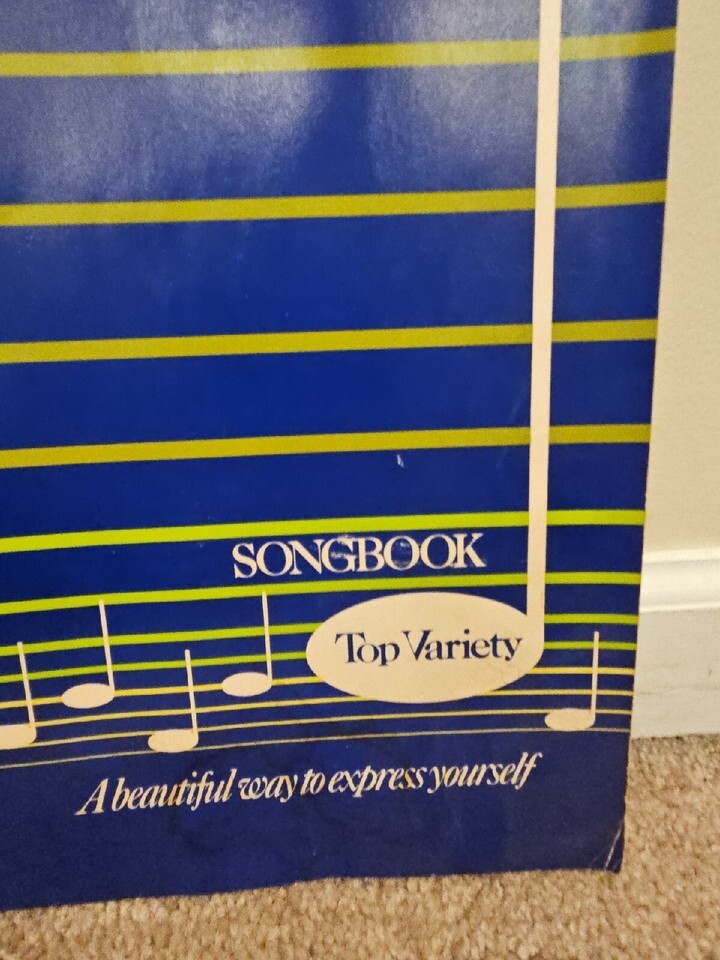 SONGBOOK
Top Variety
A beautiful way to express yourself